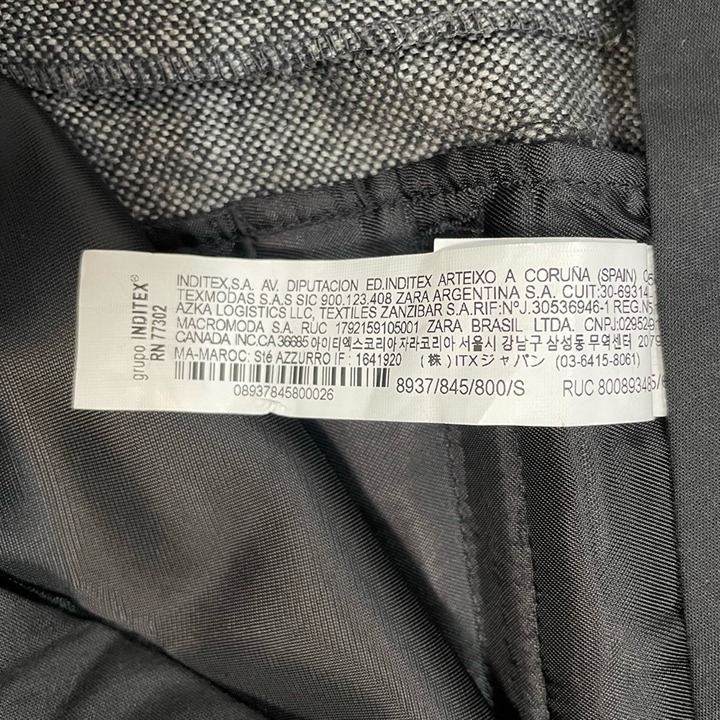 grupo INDITEX®
RN 77302
INDITEX,S.A. AV. DIPUTACION ED.INDITEX ARTEIXO A CORUÑA (SPAIN)
TEXMODAS S.A.S SIC 900.123.408 ZARA ARGENTINA S.A. CUIT:30-69314
AZKA LOGISTICS LLC, TEXTILES ZANZIBAR S.A.RIF:N°J.30536946-1 REG.N°
MACROMODA S.A. RUC 1792159105001 ZARA BRASIL LTDA. CNPJ:02952
CANADA INC.CA 36685 아이티엑스코리아 자라코리아 서울시 강남구 삼성동 무역센터 2079
MA-MAROC: Sté AZZURRO IF : 1641920 (株) ITXジャパン (03-6415-8061)
08937845800026 8937/845/800/S RUC 800893485/